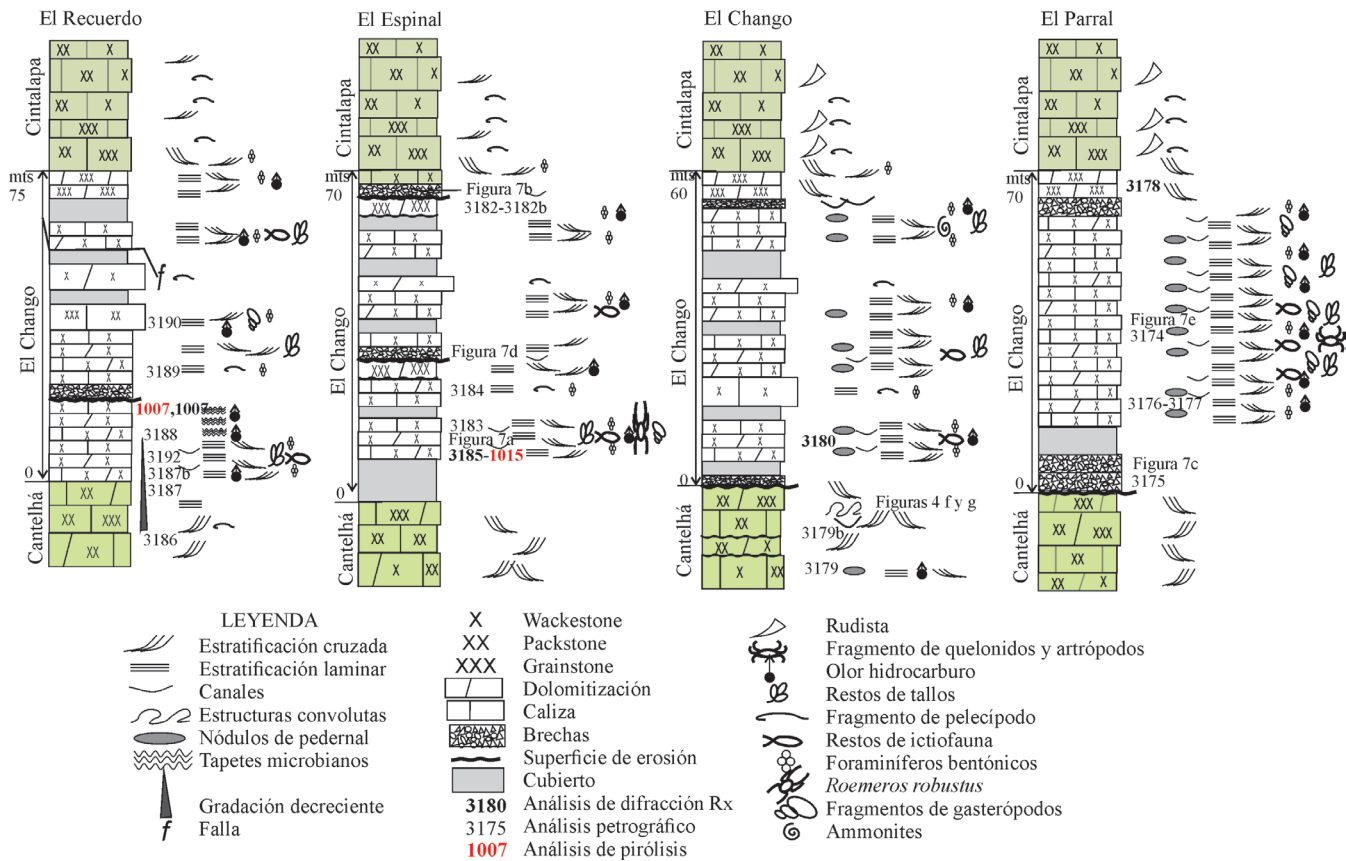 El Recuerdo
El Espinal
El Chango
El Parral
Cintalapa
mts
75
El Chango
3190
3189
1007,1007
3188
3192
3187b
0
3187
Cantelhá
3186
f
Cintalapa
mts
70
Figura 7b
3182-3182b
El Chango
Figura 7d
3184
3183
Figura 7a
3185-1015
0
Cantelhá
Cintalapa
mts
60
El Chango
3180
0
Figuras 4 f y g
3179b
Cantelhá
3179
Cintalapa
mts
70
3178
El Chango
Figura 7e
3174
3176-3177
Figura 7c
0
3175
Cantelhá
LEYENDA
Estratificación cruzada
Estratificación laminar
Canales
Estructuras convolutas
Nódulos de pedernal
Tapetes microbianos
Gradación decreciente
f Falla
X Wackestone
XX Packstone
XXX Grainstone
Dolomitización
Caliza
Brechas
Superficie de erosión
Cubierto
3180 Análisis de difracción Rx
3175 Análisis petrográfico
1007 Análisis de pirólisis
Rudista
Fragmento de quelonidos y artrópodos
Olor hidrocarburo
Restos de tallos
Fragmento de pelecípodo
Restos de ictiofauna
Foraminíferos bentónicos
Roemeros robustus
Fragmentos de gasterópodos
Ammonites